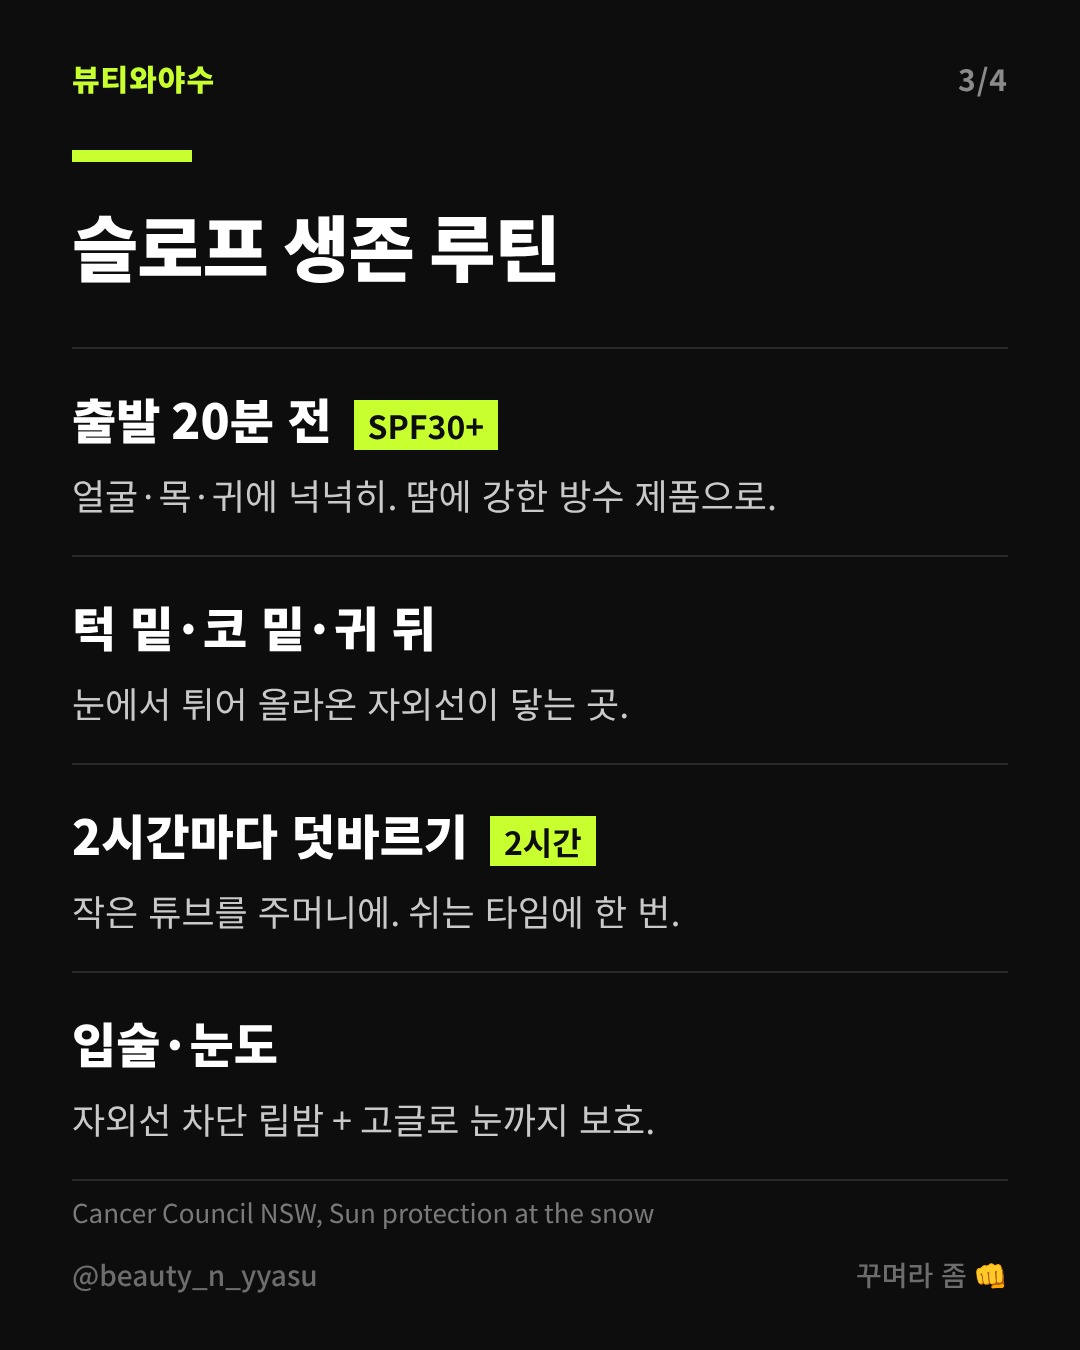 뷰티와야수
3/4
슬로프 생존 루틴
출발 20분 전 SPF30+
얼굴·목·귀에 넉넉히. 땀에 강한 방수 제품으로.
턱 밑·코 밑·귀 뒤
눈에서 튀어 올라온 자외선이 닿는 곳.
2시간마다 덧바르기 2시간
작은 튜브를 주머니에. 쉬는 타임에 한 번.
입술·눈도
자외선 차단 립밤 + 고글로 눈까지 보호.
Cancer Council NSW, Sun protection at the snow
@beauty_n_yyasu
꾸며라 좀 👊